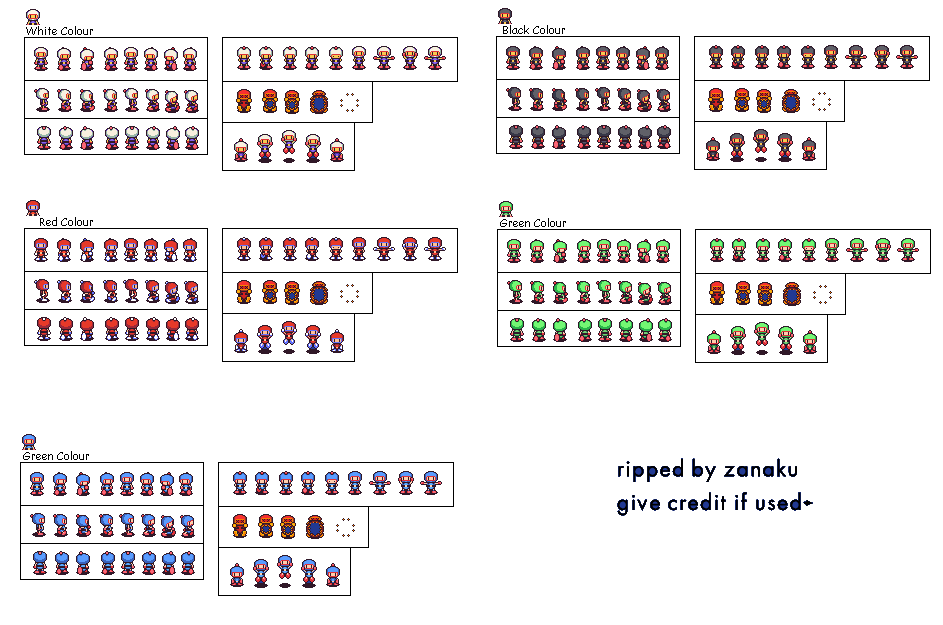 White Colour
Black Colour
Red Colour
Green Colour
Green Colour
ripped by zanaku
give credit if used